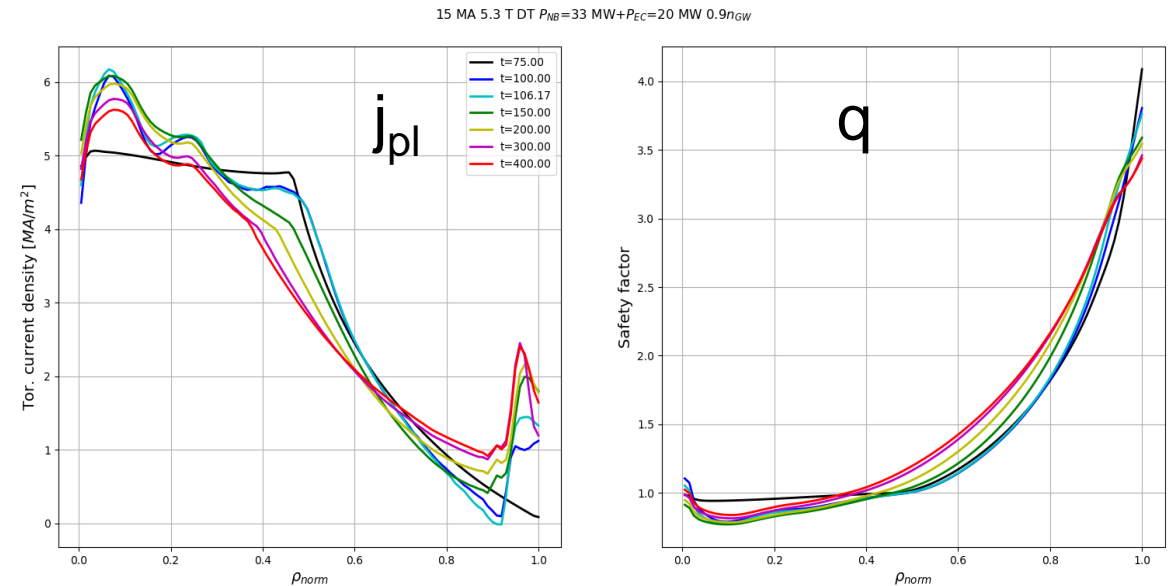 15 MA 5.3 T DT P_NB=33 MW+P_EC=20 MW 0.9n_GW
j_pl
t=75.00
t=100.00
t=106.17
t=150.00
t=200.00
t=300.00
t=400.00
Tor. current density [MA/m²]
6
5
4
3
2
1
0
0.0 0.2 0.4 0.6 0.8 1.0
ρ_norm
q
Safety factor
4.0
3.5
3.0
2.5
2.0
1.5
1.0
0.0 0.2 0.4 0.6 0.8 1.0
ρ_norm